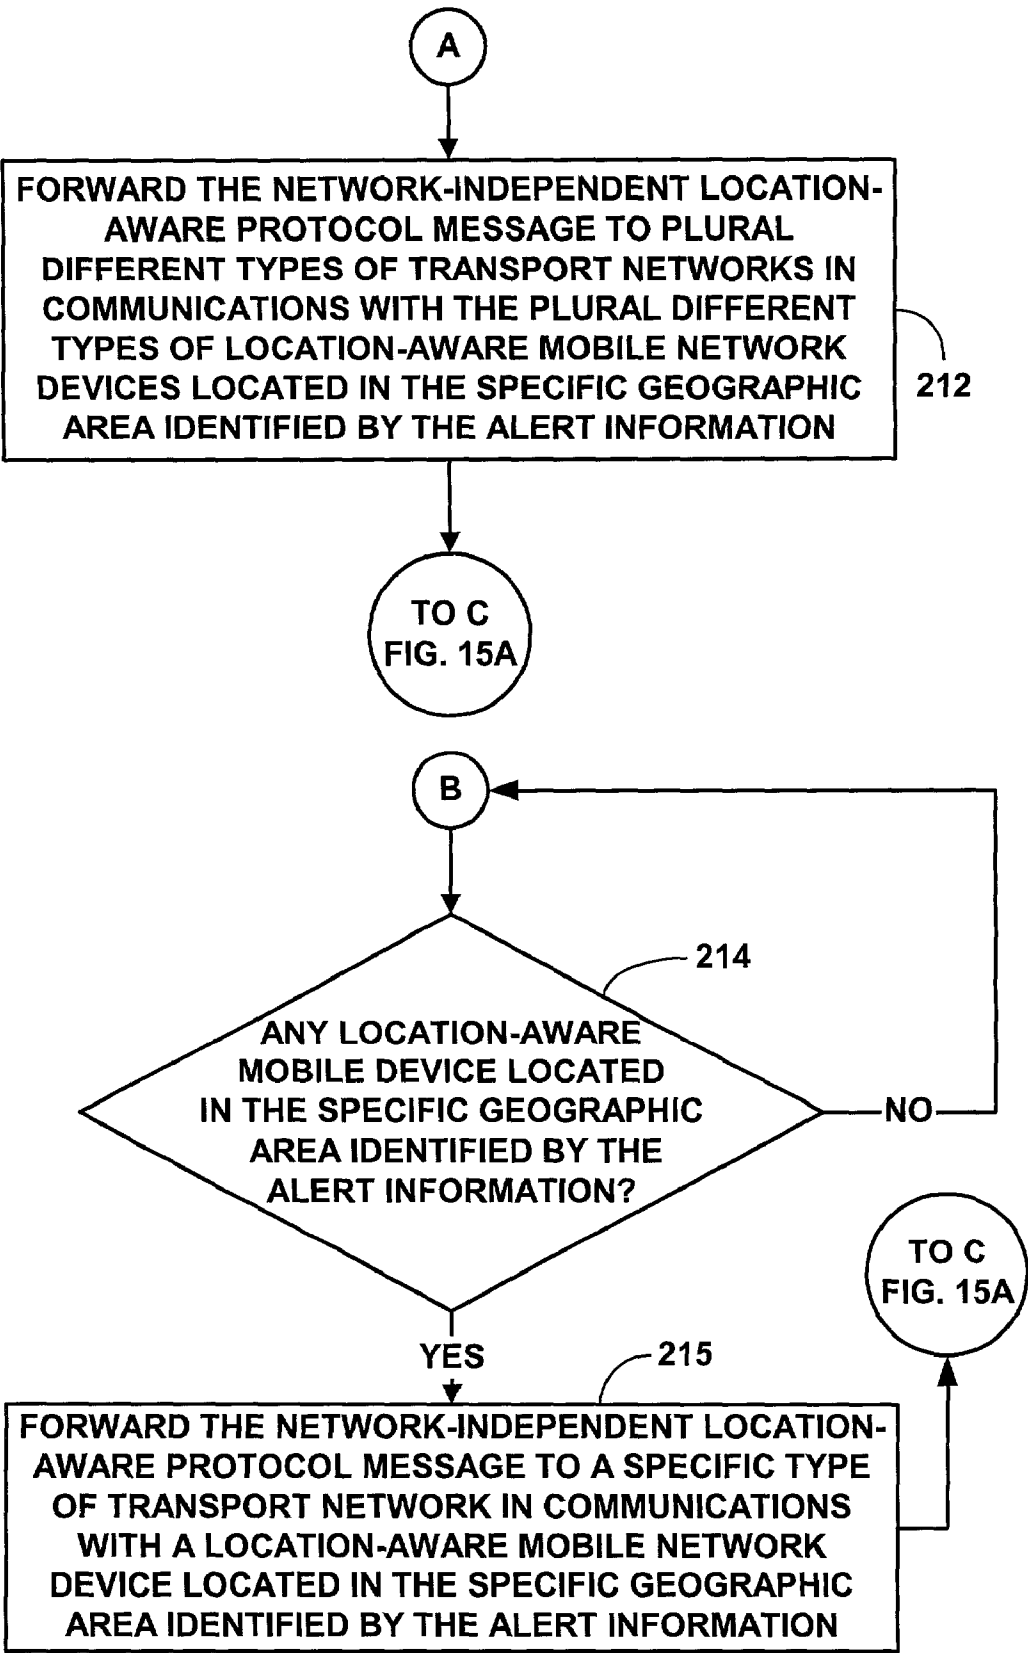 A
FORWARD THE NETWORK-INDEPENDENT LOCATION-
AWARE PROTOCOL MESSAGE TO PLURAL
DIFFERENT TYPES OF TRANSPORT NETWORKS IN
COMMUNICATIONS WITH THE PLURAL DIFFERENT
TYPES OF LOCATION-AWARE MOBILE NETWORK
DEVICES LOCATED IN THE SPECIFIC GEOGRAPHIC
AREA IDENTIFIED BY THE ALERT INFORMATION
212
TO C
FIG. 15A
B
214
ANY LOCATION-AWARE
MOBILE DEVICE LOCATED
IN THE SPECIFIC GEOGRAPHIC
AREA IDENTIFIED BY THE
ALERT INFORMATION?
NO
TO C
FIG. 15A
YES
215
FORWARD THE NETWORK-INDEPENDENT LOCATION-
AWARE PROTOCOL MESSAGE TO A SPECIFIC TYPE
OF TRANSPORT NETWORK IN COMMUNICATIONS
WITH A LOCATION-AWARE MOBILE NETWORK
DEVICE LOCATED IN THE SPECIFIC GEOGRAPHIC
AREA IDENTIFIED BY THE ALERT INFORMATION